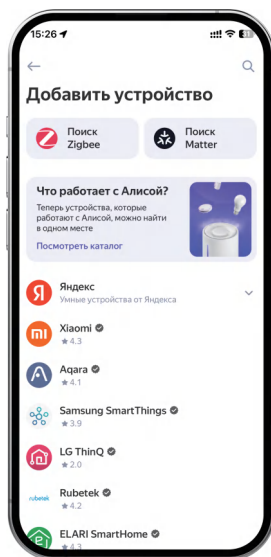 15:26
Добавить устройство
Поиск
Zigbee
Поиск
Matter
Что работает с Алисой?
Теперь устройства, которые
работают с Алисой, можно найти
в одном месте
Посмотреть каталог
Я
Яндекс
Умные устройства от Яндекса
Xiaomi
★ 4.3
Aqara
★ 4.1
Samsung SmartThings
★ 3.9
LG ThinQ
★ 2.0
rubetek
Rubetek
★ 4.2
ELARI SmartHome
★ 4.3